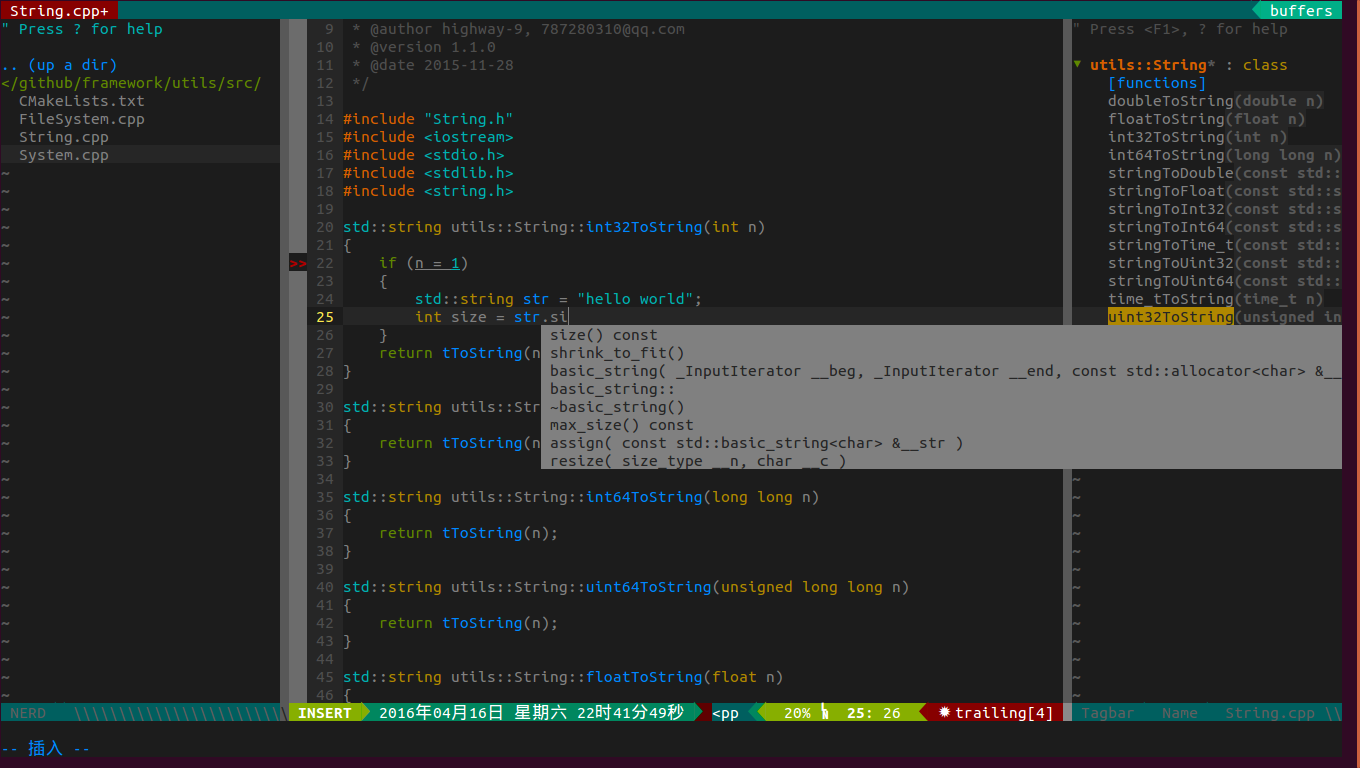 String.cpp+
buffers
" Press ? for help
.. (up a dir)
</github/framework/utils/src/
CMakeLists.txt
FileSystem.cpp
String.cpp
System.cpp
9 * @author highway-9, 787280310@qq.com
10 * @version 1.1.0
11 * @date 2015-11-28
12 */
13
14 #include "String.h"
15 #include <iostream>
16 #include <stdio.h>
17 #include <stdlib.h>
18 #include <string.h>
19
20 std::string utils::String::int32ToString(int n)
21 {
>> 22 if (n = 1)
23 {
24 std::string str = "hello world";
25 int size = str.si
26 }
27 return tToString(n
28 }
29
30 std::string utils::Str
31 {
32 return tToString(n
33 }
34
35 std::string utils::String::int64ToString(long long n)
36 {
37 return tToString(n);
38 }
39
40 std::string utils::String::uint64ToString(unsigned long long n)
41 {
42 return tToString(n);
43 }
44
45 std::string utils::String::floatToString(float n)
46 {
size() const
shrink_to_fit()
basic_string( _InputIterator __beg, _InputIterator __end, const std::allocator<char> &__
basic_string::
~basic_string()
max_size() const
assign( const std::basic_string<char> &__str )
resize( size_type __n, char __c )
" Press <F1>, ? for help
▼ utils::String* : class
[functions]
doubleToString(double n)
floatToString(float n)
int32ToString(int n)
int64ToString(long long n)
stringToDouble(const std::
stringToFloat(const std::s
stringToInt32(const std::s
stringToInt64(const std::s
stringToTime_t(const std::
stringToUint32(const std::
stringToUint64(const std::
time_tToString(time_t n)
uint32ToString(unsigned in
NERD
INSERT 2016年04月16日 星期六 22时41分49秒 <pp 20% 25: 26 ✹ trailing[4]
Tagbar Name String.cpp
-- 插入 --